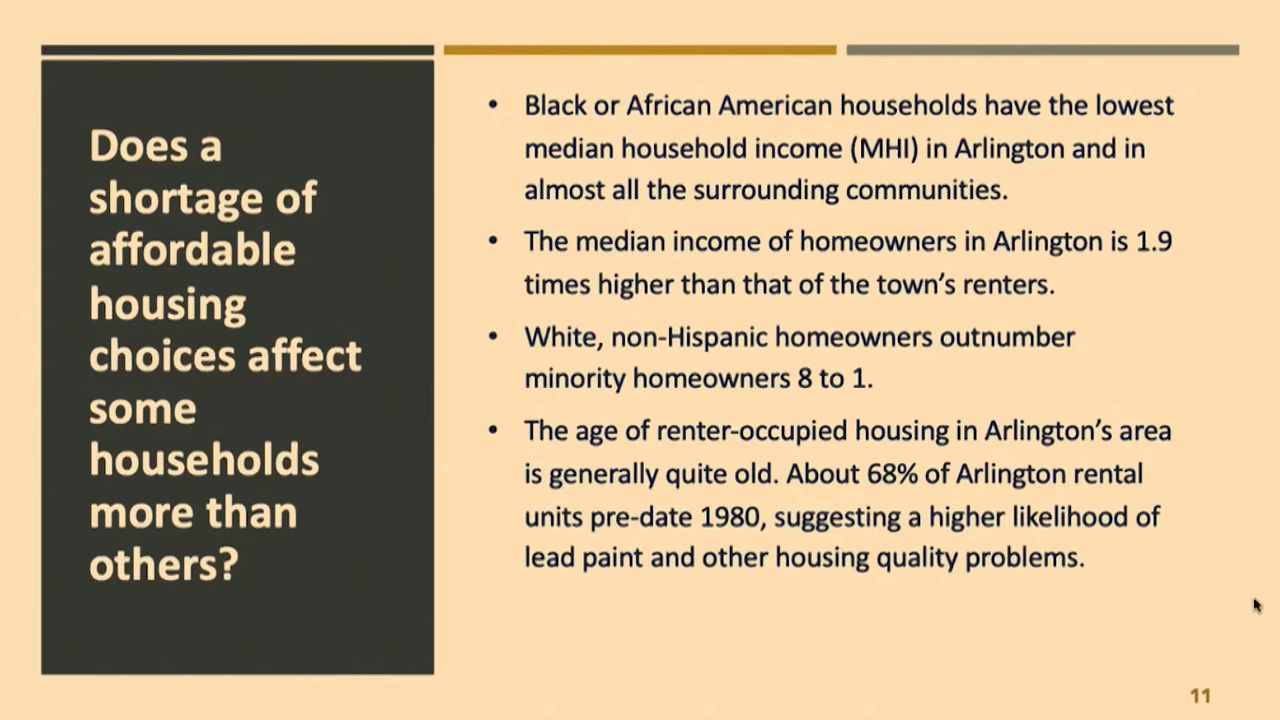 Does a
shortage of
affordable
housing
choices affect
some
households
more than
others?
• Black or African American households have the lowest
median household income (MHI) in Arlington and in
almost all the surrounding communities.
• The median income of homeowners in Arlington is 1.9
times higher than that of the town’s renters.
• White, non-Hispanic homeowners outnumber
minority homeowners 8 to 1.
• The age of renter-occupied housing in Arlington’s area
is generally quite old. About 68% of Arlington rental
units pre-date 1980, suggesting a higher likelihood of
lead paint and other housing quality problems.
11